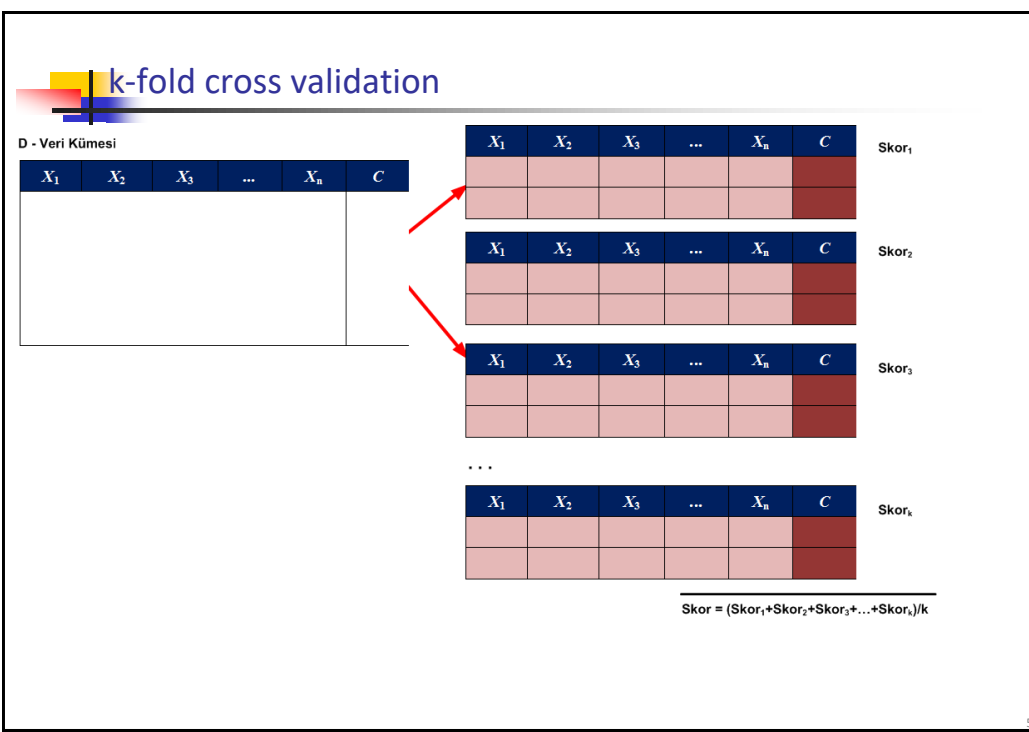 k-fold cross validation
D - Veri Kümesi
X₁ X₂ X₃ ... Xₙ C
X₁ X₂ X₃ ... Xₙ C Skor₁
X₁ X₂ X₃ ... Xₙ C Skor₂
X₁ X₂ X₃ ... Xₙ C Skor₃
...
X₁ X₂ X₃ ... Xₙ C Skorₖ
Skor = (Skor₁+Skor₂+Skor₃+...+Skorₖ)/k